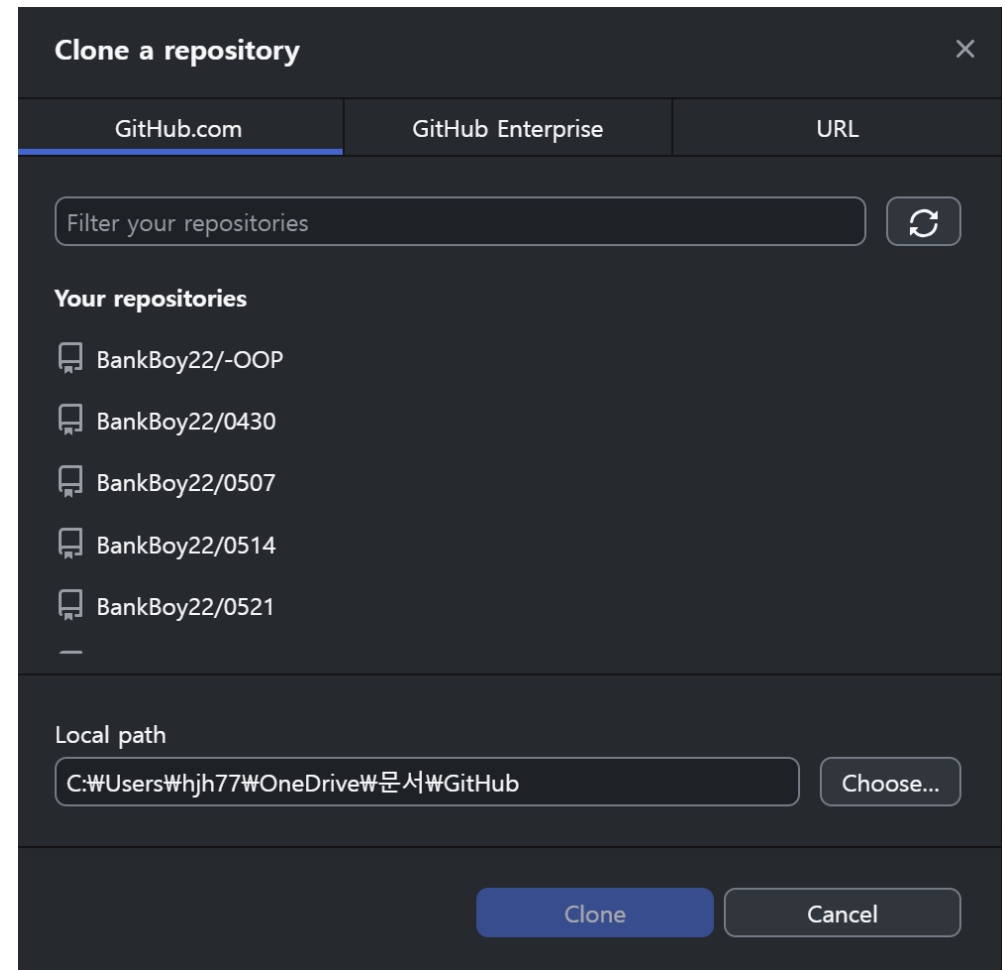 Clone a repository
GitHub.com GitHub Enterprise URL
Filter your repositories
Your repositories
BankBoy22/-OOP
BankBoy22/0430
BankBoy22/0507
BankBoy22/0514
BankBoy22/0521
Local path
C:₩Users₩hjh77₩OneDrive₩문서₩GitHub Choose...
Clone Cancel